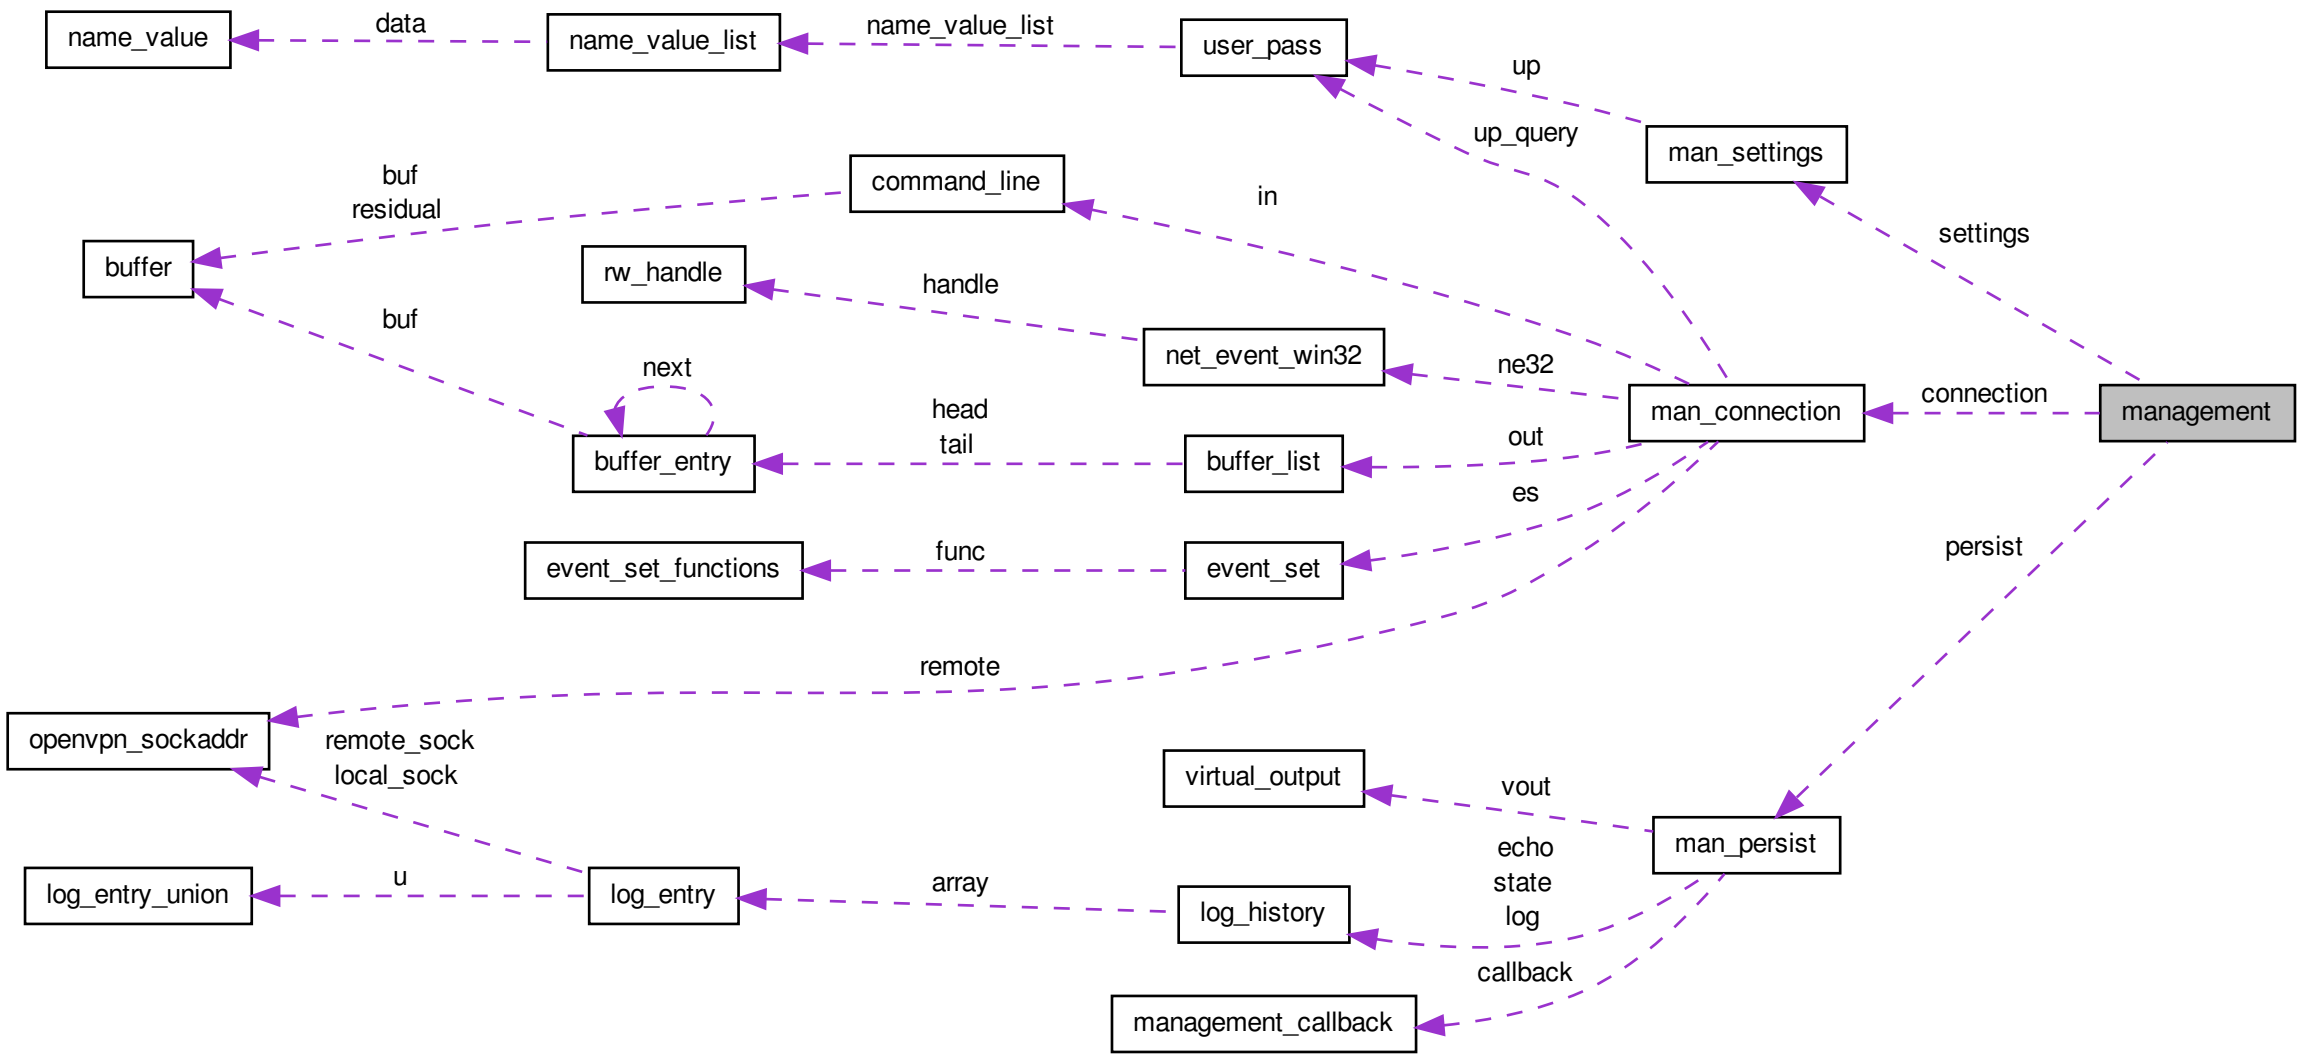 name_value
data
name_value_list
name_value_list
user_pass
up
up_query
man_settings
buf
residual
command_line
in
settings
buffer
rw_handle
handle
buf
next
net_event_win32
ne32
head
tail
man_connection
connection
management
buffer_entry
buffer_list
out
es
event_set_functions
func
event_set
persist
remote
openvpn_sockaddr
remote_sock
local_sock
virtual_output
vout
man_persist
echo
state
log
log_entry_union
u
log_entry
array
log_history
callback
management_callback